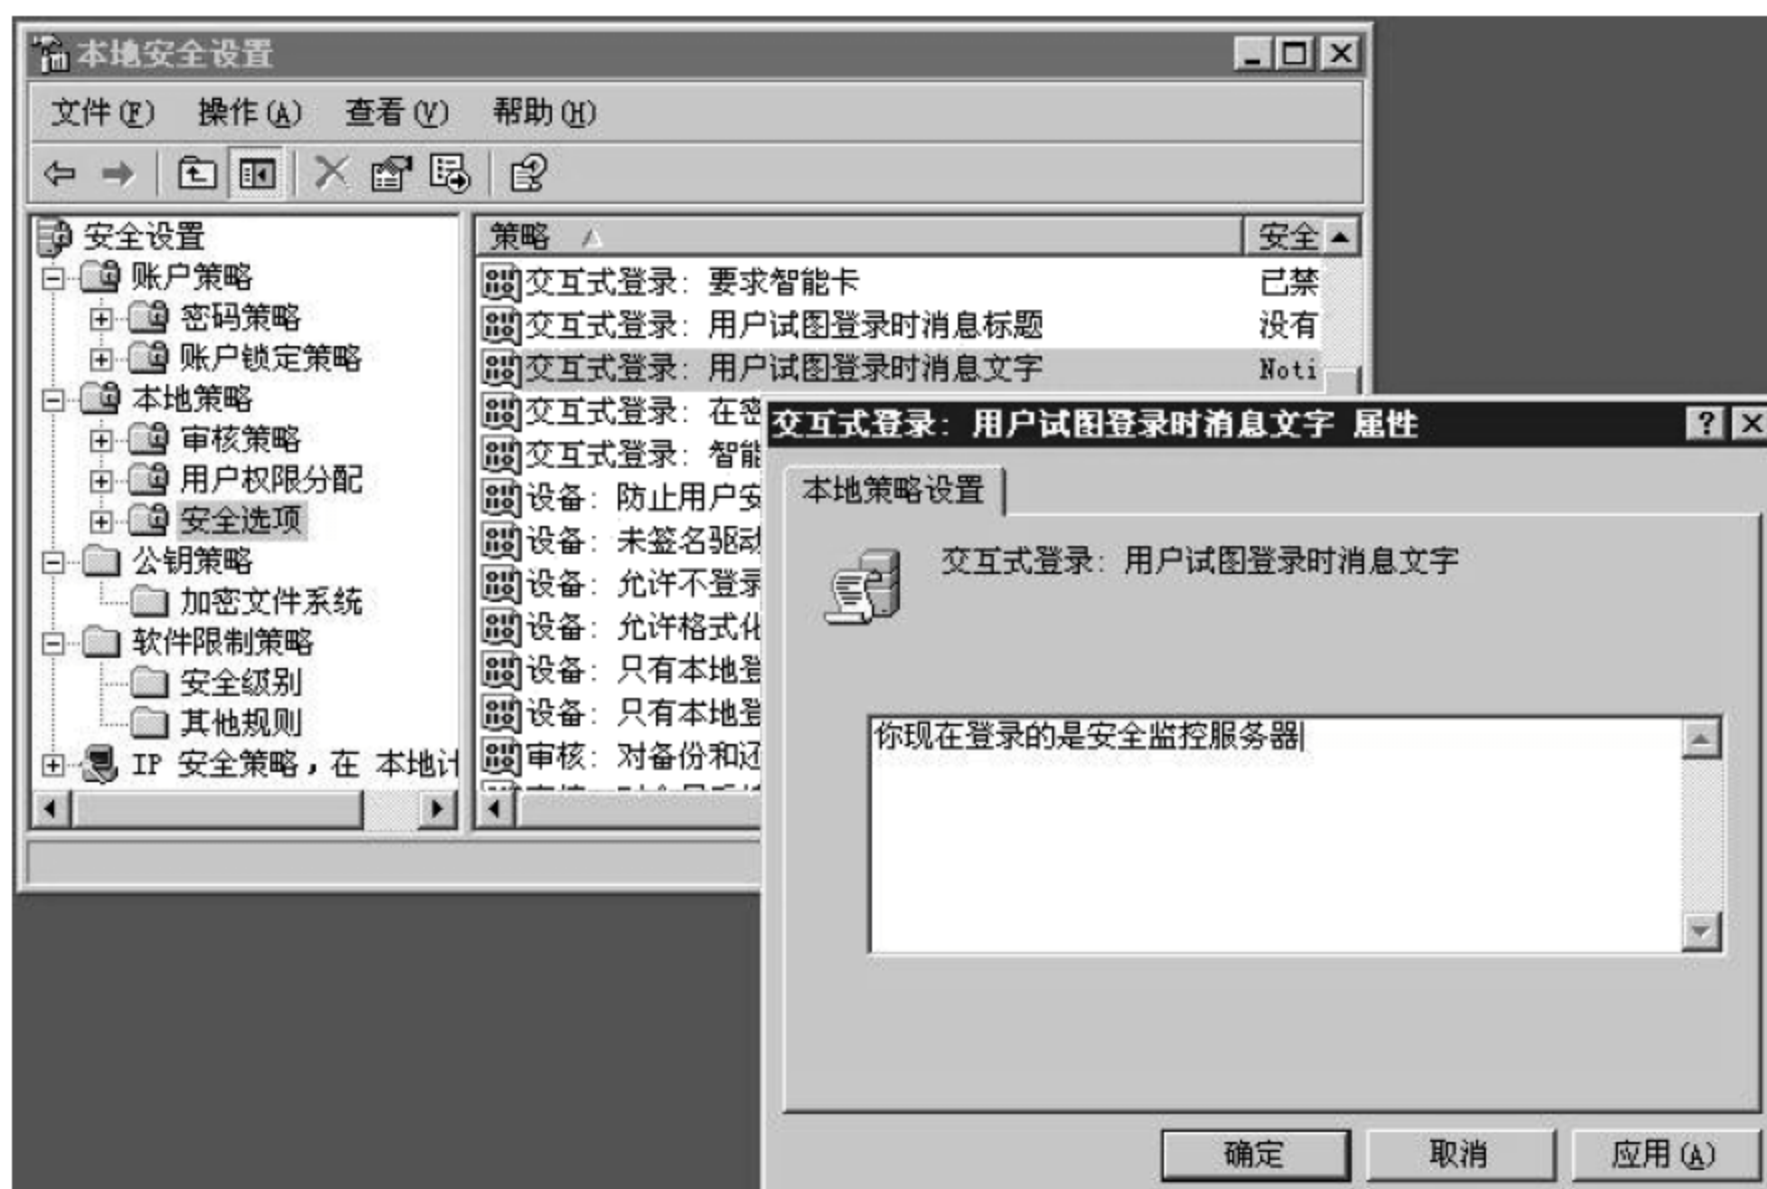 本地安全设置
文件(F) 操作(A) 查看(V) 帮助(H)
安全设置
账户策略
密码策略
账户锁定策略
本地策略
审核策略
用户权限分配
安全选项
公钥策略
加密文件系统
软件限制策略
安全级别
其他规则
IP 安全策略，在 本地计
策略 安全
交互式登录：要求智能卡 已禁
交互式登录：用户试图登录时消息标题 没有
交互式登录：用户试图登录时消息文字 Noti
交互式登录：在密
交互式登录：智能
设备：防止用户安
设备：未签名驱动
设备：允许不登录
设备：允许格式化
设备：只有本地登
设备：只有本地登
审核：对备份和还
交互式登录：用户试图登录时消息文字 属性
本地策略设置
交互式登录：用户试图登录时消息文字
你现在登录的是安全监控服务器
确定 取消 应用(A)